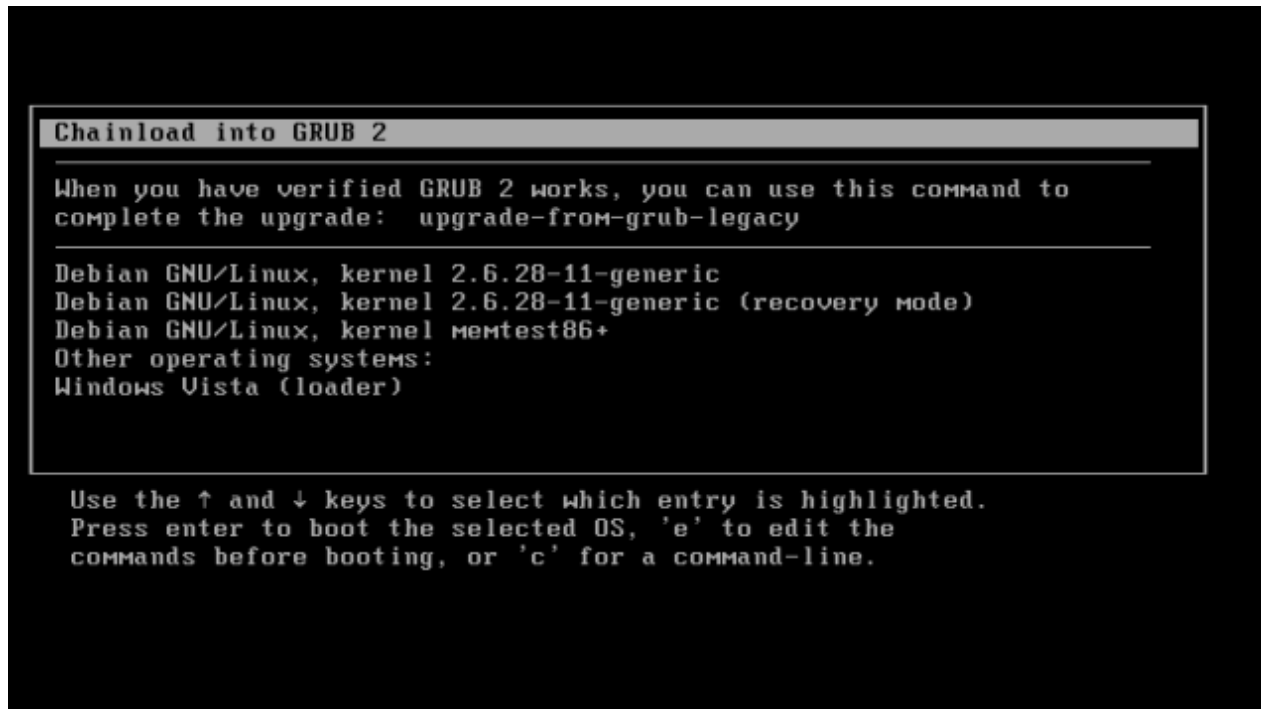 Chainload into GRUB 2
When you have verified GRUB 2 works, you can use this command to
complete the upgrade:  upgrade-from-grub-legacy
Debian GNU/Linux, kernel 2.6.28-11-generic
Debian GNU/Linux, kernel 2.6.28-11-generic (recovery mode)
Debian GNU/Linux, kernel memtest86+
Other operating systems:
Windows Vista (loader)
Use the ↑ and ↓ keys to select which entry is highlighted.
Press enter to boot the selected OS, 'e' to edit the
commands before booting, or 'c' for a command-line.